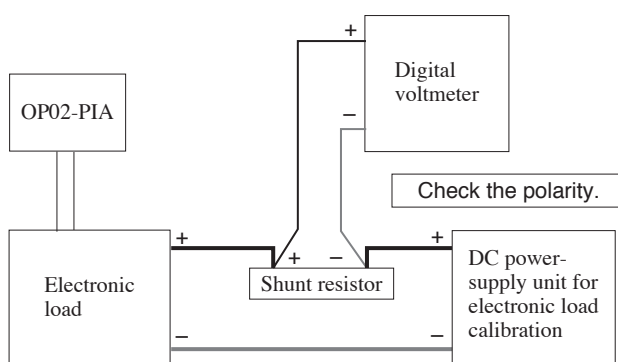 +
Digital
voltmeter
−
OP02-PIA
Check the polarity.
+
+
−
+
Shunt resistor
Electronic
load
DC power-
supply unit for
electronic load
calibration
−
−